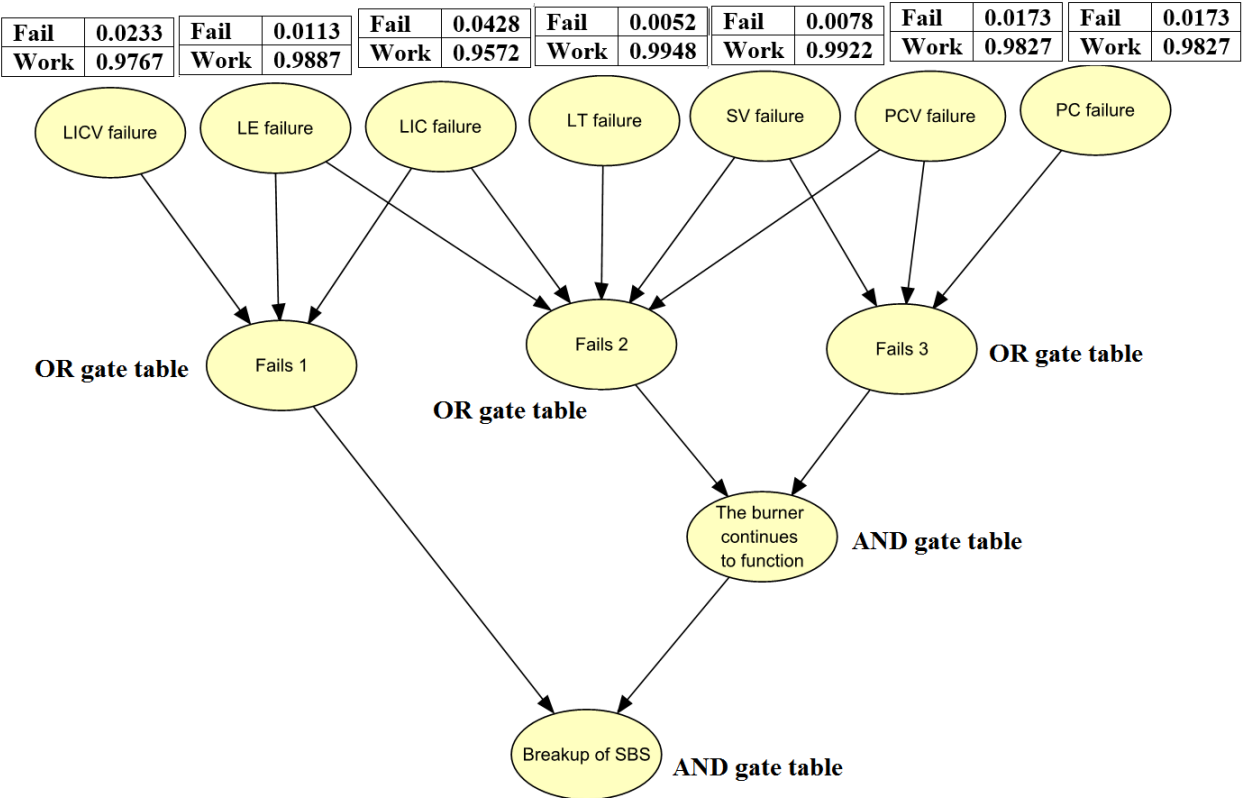 Fail 0.0233
Work 0.9767
Fail 0.0113
Work 0.9887
Fail 0.0428
Work 0.9572
Fail 0.0052
Work 0.9948
Fail 0.0078
Work 0.9922
Fail 0.0173
Work 0.9827
Fail 0.0173
Work 0.9827
LICV failure
LE failure
LIC failure
LT failure
SV failure
PCV failure
PC failure
OR gate table
Fails 1
Fails 2
OR gate table
Fails 3
OR gate table
The burner
continues
to function
AND gate table
Breakup of SBS
AND gate table